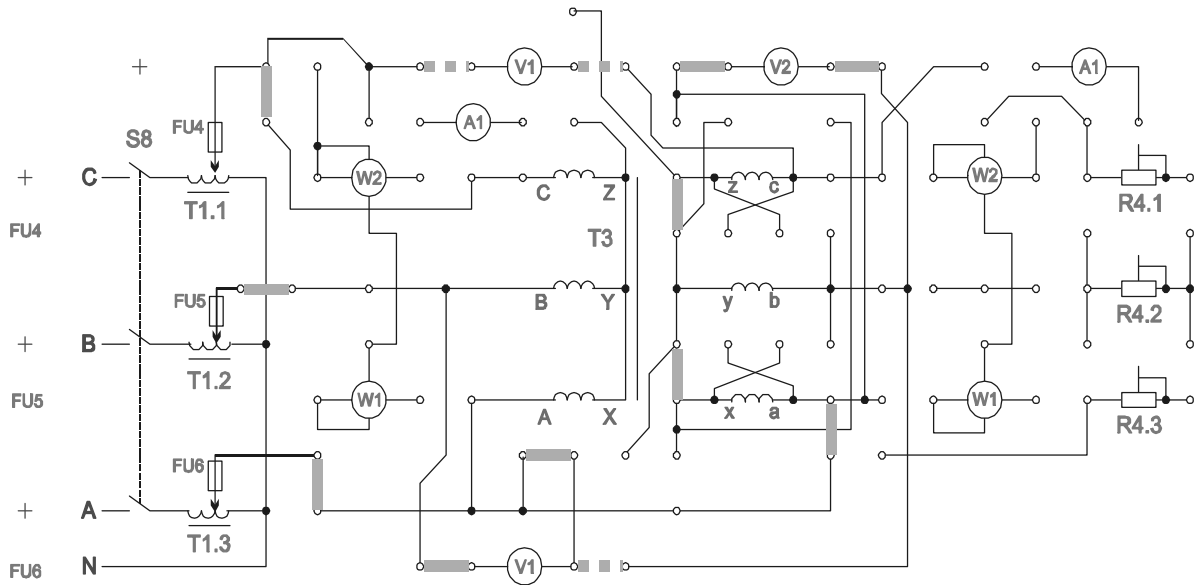 V1 V2 A1
+
FU4 A1
S8
+ C W2 C Z z c W2
T1.1 R4.1
FU4 T3
FU5 B Y y b
R4.2
+ B
T1.2
FU5 W1 A X x a W1
R4.3
FU6
+ A
T1.3
FU6 N V1